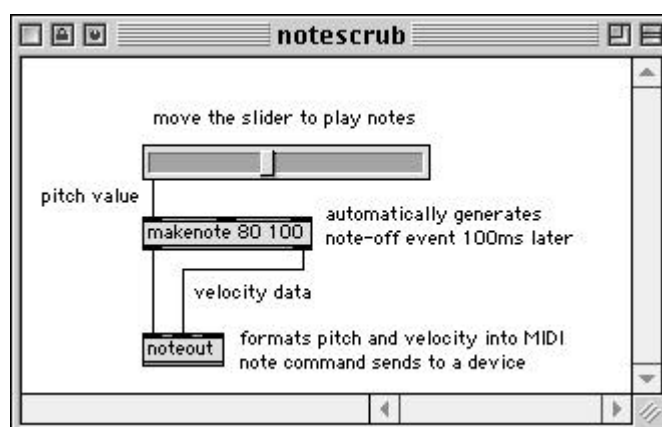 notescrub
move the slider to play notes
pitch value
makenote 80 100
automatically generates
note-off event 100ms later
velocity data
noteout
formats pitch and velocity into MIDI
note command sends to a device